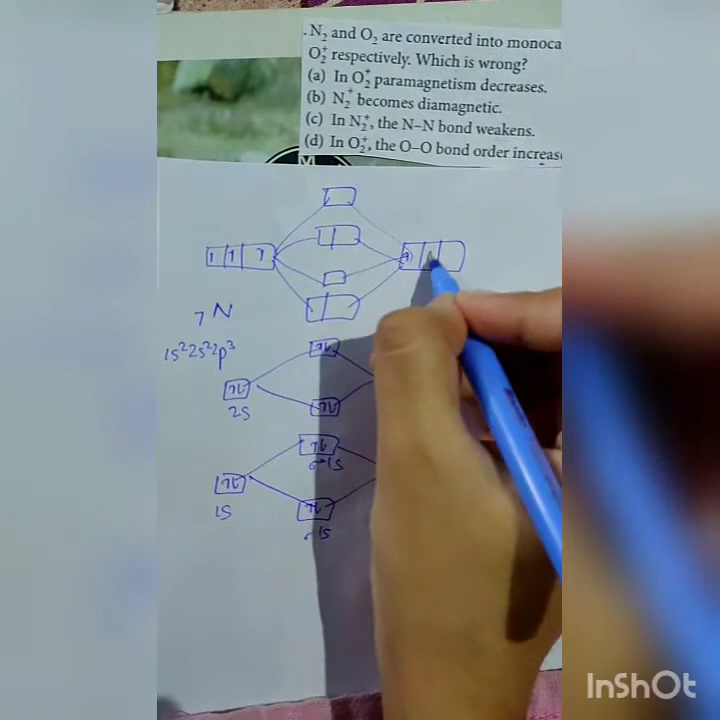 . N₂ and O₂ are converted into monoca
O₂⁺ respectively. Which is wrong?
(a) In O₂⁺ paramagnetism decreases.
(b) N₂⁺ becomes diamagnetic.
(c) In N₂⁺, the N–N bond weakens.
(d) In O₂⁺, the O–O bond order increas
₇N
1s²2s²2p³
2S
σ*1S
1S
σ1S
InShOt